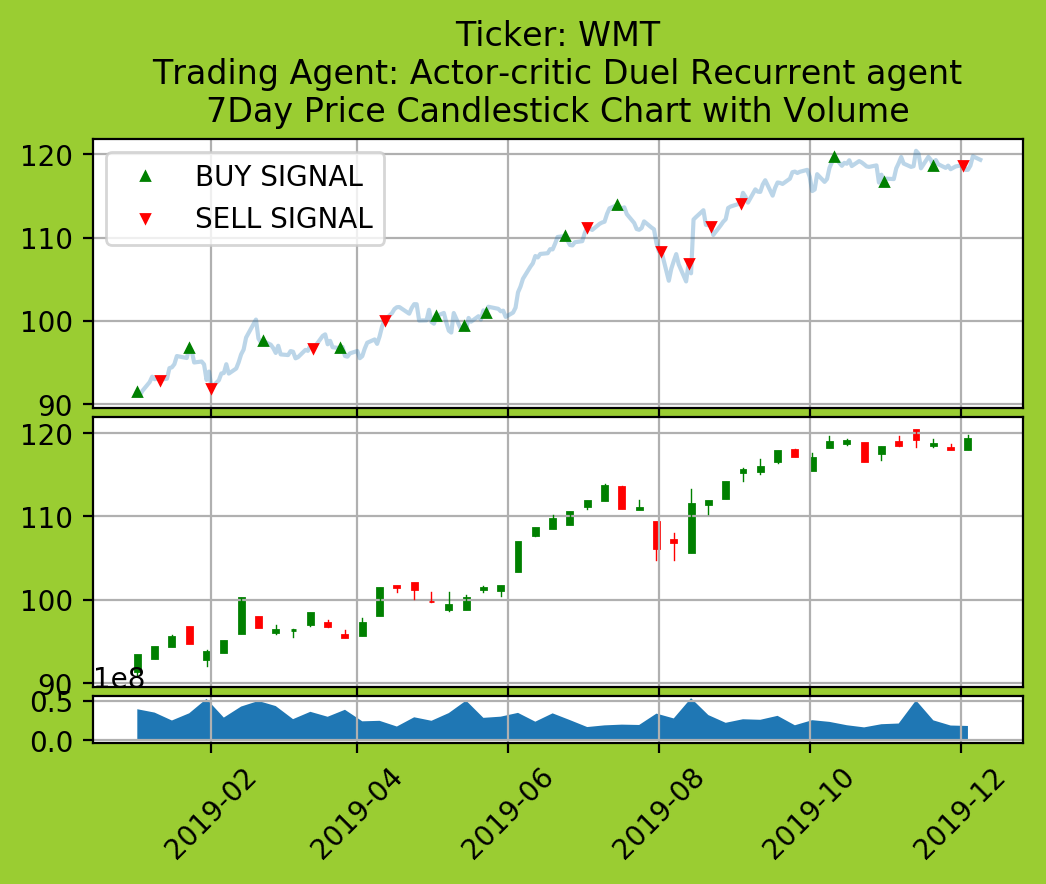 Ticker: WMT
Trading Agent: Actor-critic Duel Recurrent agent
7Day Price Candlestick Chart with Volume
120
110
100
90
BUY SIGNAL
SELL SIGNAL
120
110
100
90
1e8
0.5
0.0
2019-02
2019-04
2019-06
2019-08
2019-10
2019-12